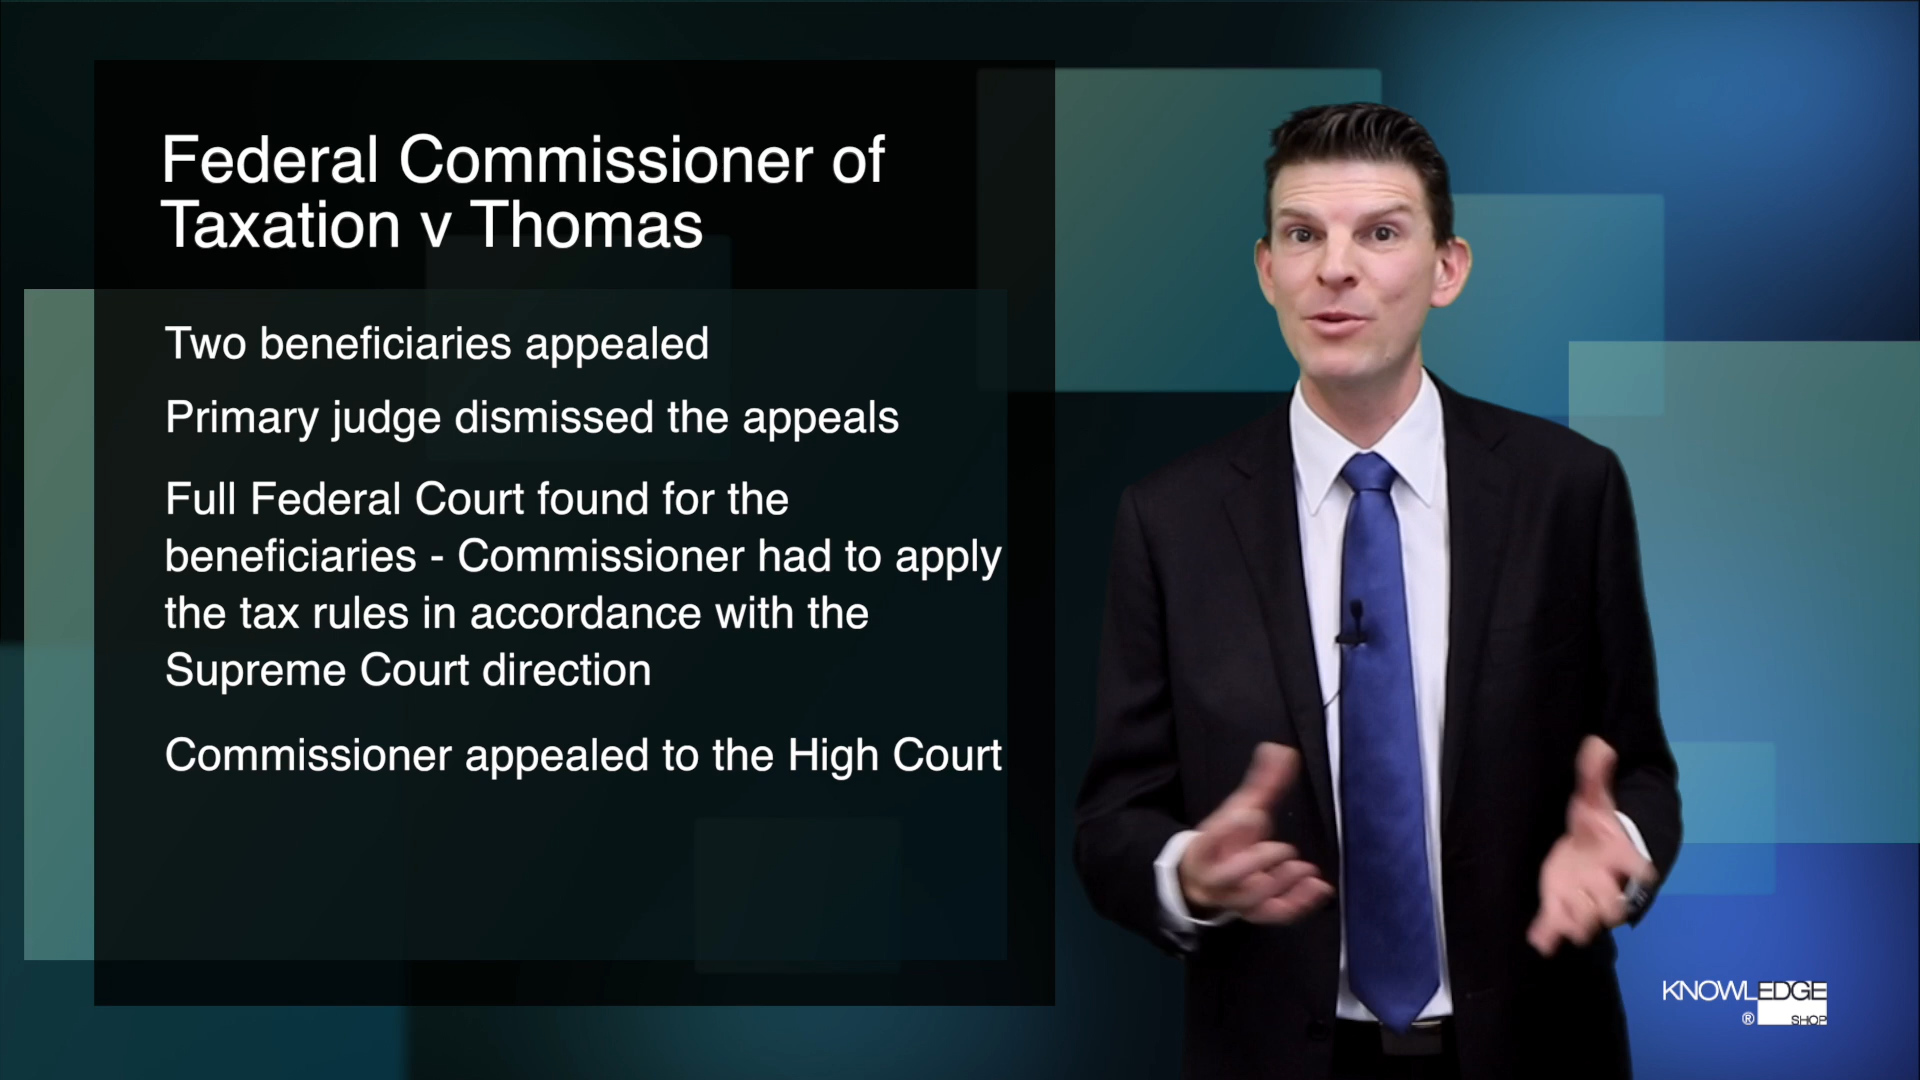 Federal Commissioner of
Taxation v Thomas
Two beneficiaries appealed
Primary judge dismissed the appeals
Full Federal Court found for the
beneficiaries - Commissioner had to apply
the tax rules in accordance with the
Supreme Court direction
Commissioner appealed to the High Court
KNOWLEDGE
® SHOP